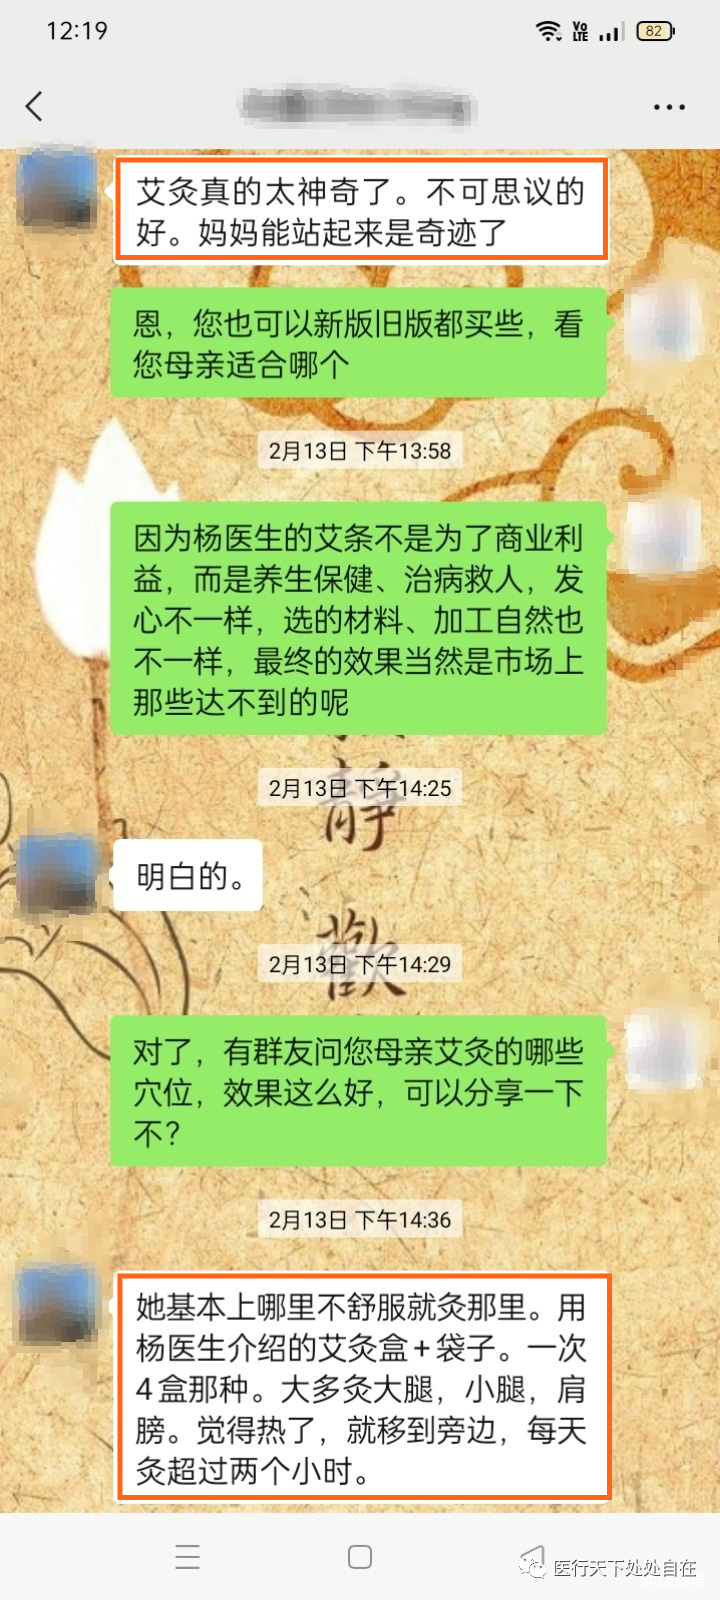 12:19
Vo
LTE
82
艾灸真的太神奇了。不可思议的
好。妈妈能站起来是奇迹了
恩，您也可以新版旧版都买些，看
您母亲适合哪个
2月13日 下午13:58
因为杨医生的艾条不是为了商业利
益，而是养生保健、治病救人，发
心不一样，选的材料、加工自然也
不一样，最终的效果当然是市场上
那些达不到的呢
2月13日 下午14:25
靜
明白的。
2月13日 下午14:29
歡
对了，有群友问您母亲艾灸的哪些
穴位，效果这么好，可以分享一下
不？
2月13日 下午14:36
她基本上哪里不舒服就灸那里。用
杨医生介绍的艾灸盒+袋子。一次
4盒那种。大多灸大腿，小腿，肩
膀。觉得热了，就移到旁边，每天
灸超过两个小时。
医行天下处处自在